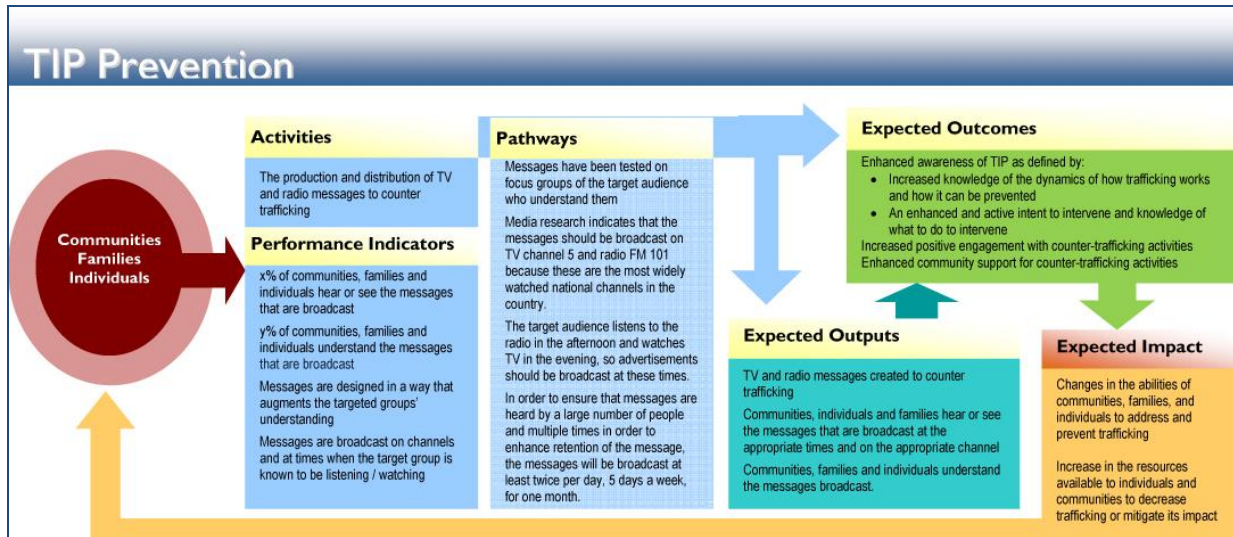 TIP Prevention
Communities
Families
Individuals
Activities
The production and distribution of TV
and radio messages to counter
trafficking
Performance Indicators
x% of communities, families and
individuals hear or see the messages
that are broadcast
y% of communities, families and
individuals understand the messages
that are broadcast
Messages are designed in a way that
augments the targeted groups'
understanding
Messages are broadcast on channels
and at times when the target group is
known to be listening / watching
Pathways
Messages have been tested on
focus groups of the target audience
who understand them
Media research indicates that the
messages should be broadcast on
TV channel 5 and radio FM 101
because these are the most widely
watched national channels in the
country.
The target audience listens to the
radio in the afternoon and watches
TV in the evening, so advertisements
should be broadcast at these times.
In order to ensure that messages are
heard by a large number of people
and multiple times in order to
enhance retention of the message,
the messages will be broadcast at
least twice per day, 5 days a week,
for one month.
Expected Outputs
TV and radio messages created to counter
trafficking
Communities, individuals and families hear or see
the messages that are broadcast at the
appropriate times and on the appropriate channel
Communities, families and individuals understand
the messages broadcast.
Expected Outcomes
Enhanced awareness of TIP as defined by:
• Increased knowledge of the dynamics of how trafficking works
and how it can be prevented
• An enhanced and active intent to intervene and knowledge of
what to do to intervene
Increased positive engagement with counter-trafficking activities
Enhanced community support for counter-trafficking activities
Expected Impact
Changes in the abilities of
communities, families, and
individuals to address and
prevent trafficking
Increase in the resources
available to individuals and
communities to decrease
trafficking or mitigate its impact